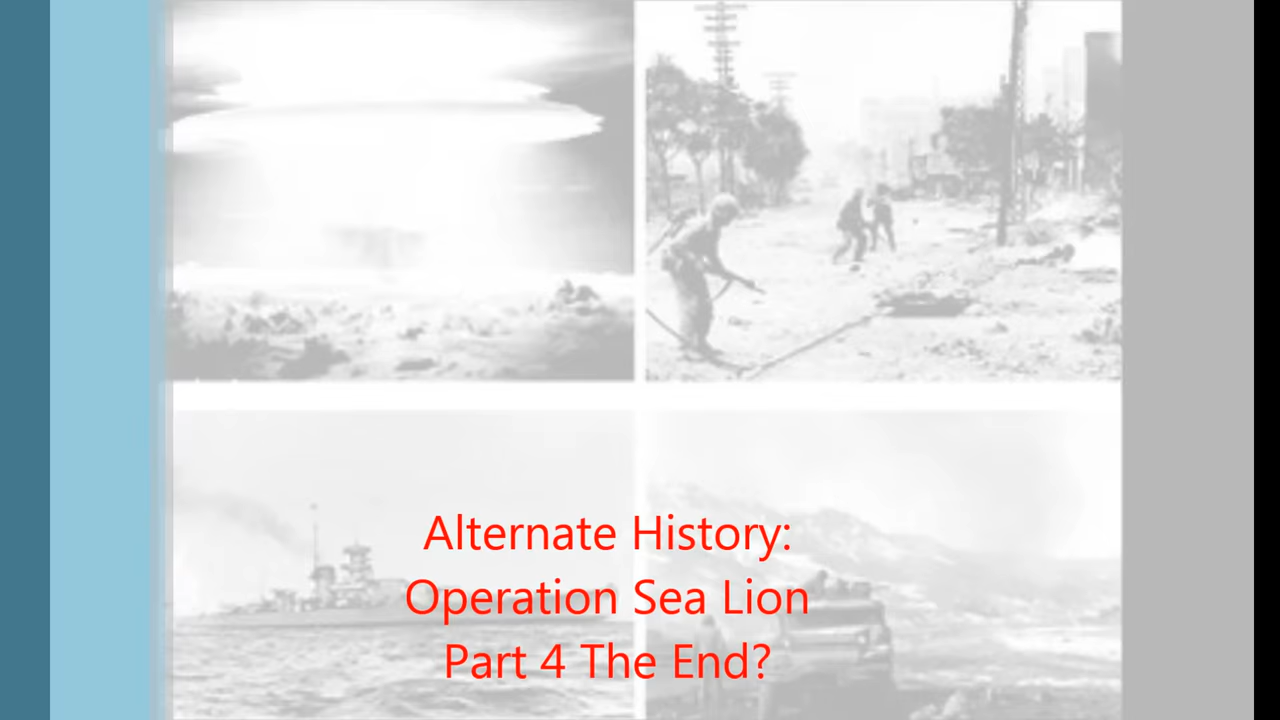 Alternate History:
Operation Sea Lion
Part 4 The End?